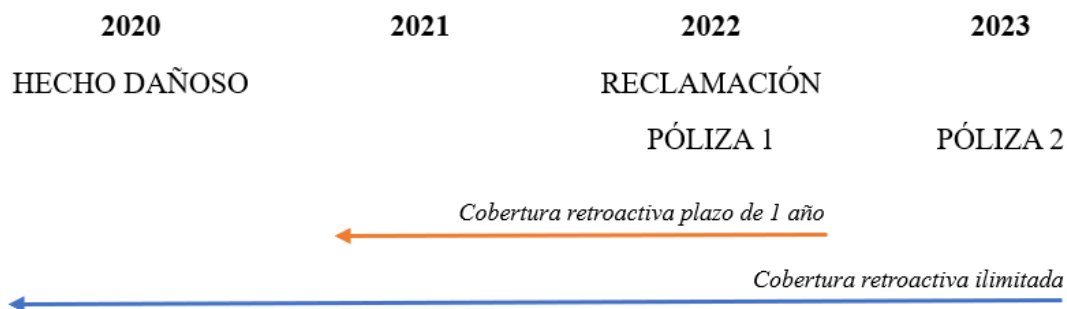 2020 2021 2022 2023
HECHO DAÑOSO RECLAMACIÓN
PÓLIZA 1 PÓLIZA 2
Cobertura retroactiva plazo de 1 año
Cobertura retroactiva ilimitada